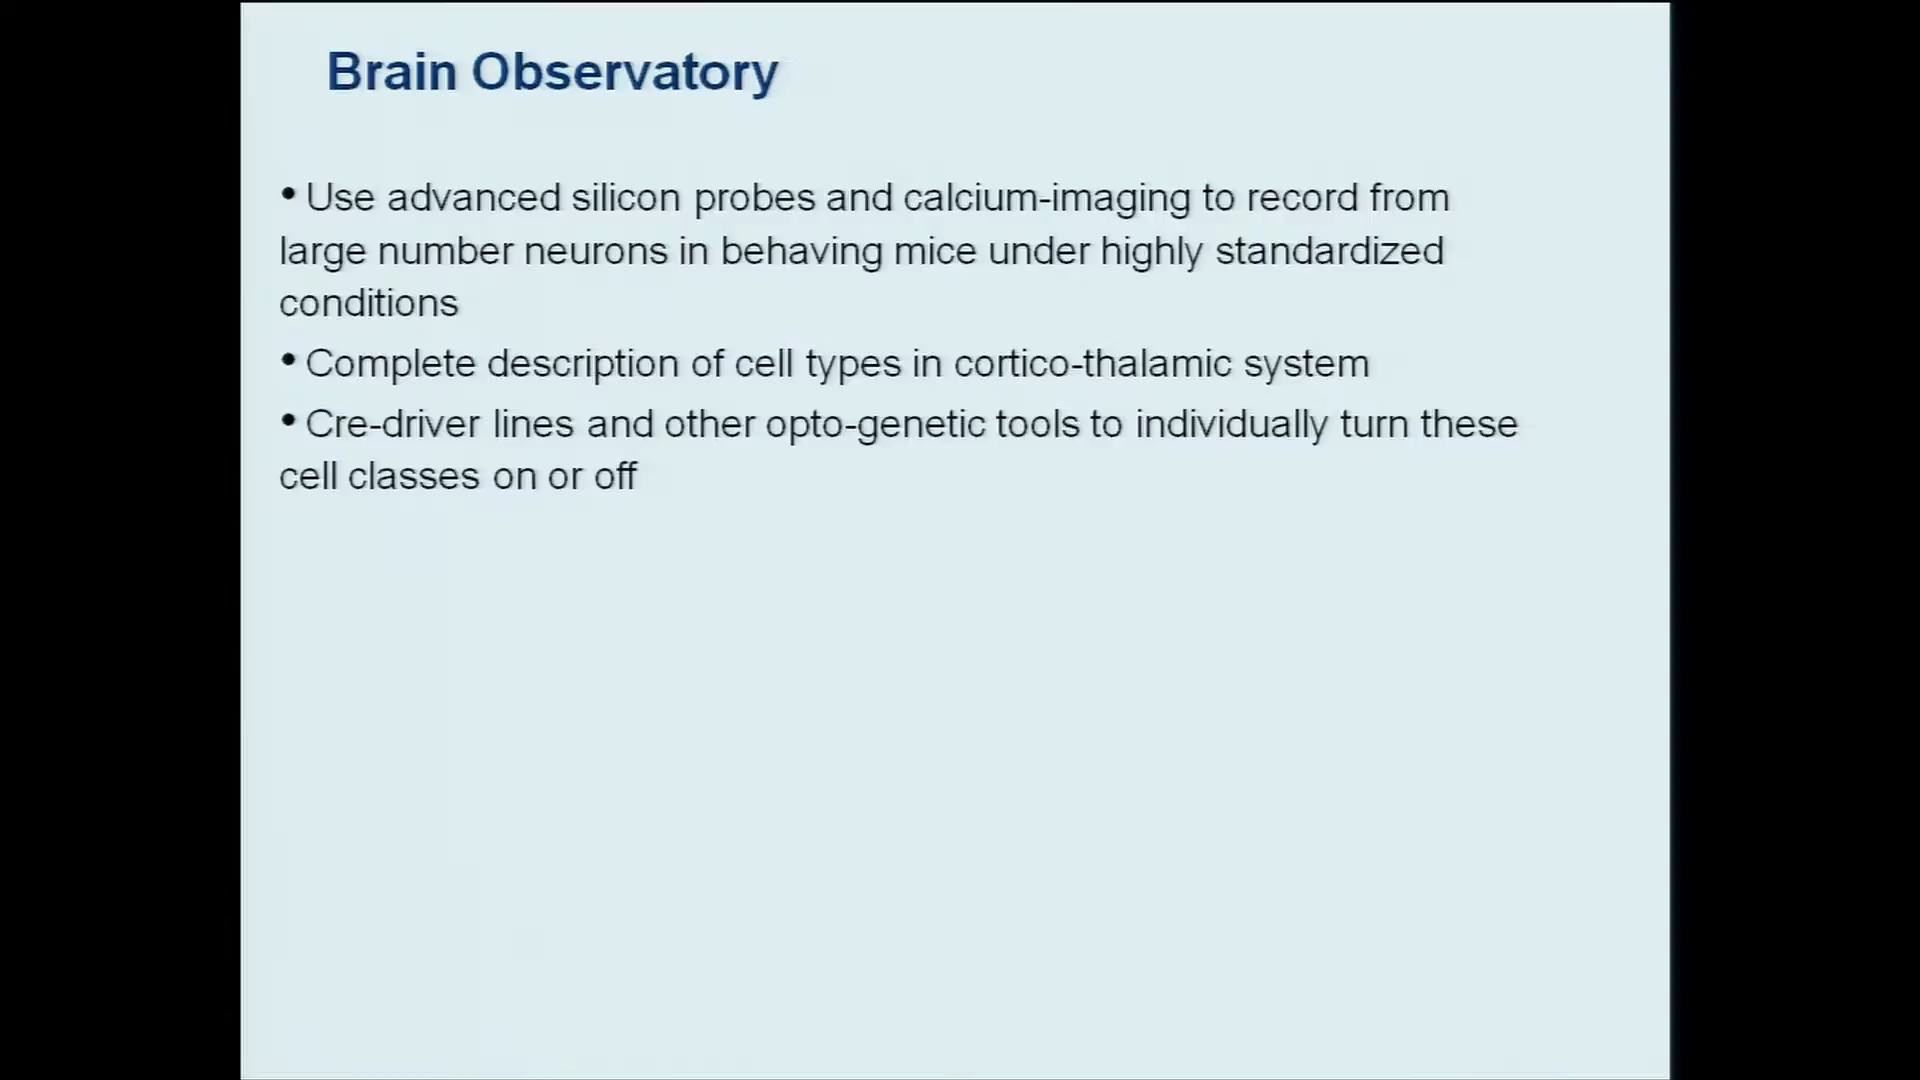 Brain Observatory
• Use advanced silicon probes and calcium-imaging to record from
large number neurons in behaving mice under highly standardized
conditions
• Complete description of cell types in cortico-thalamic system
• Cre-driver lines and other opto-genetic tools to individually turn these
cell classes on or off